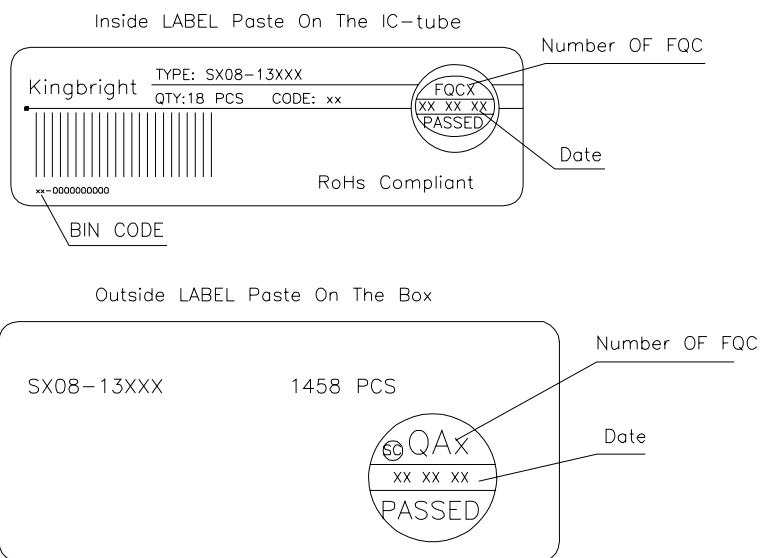 Inside LABEL Paste On The IC-tube
Number OF FQC
Kingbright
TYPE: SX08-13XXX
QTY:18 PCS CODE: xx
FQCX
XX XX XX
PASSED
Date
xx-0000000000
RoHs Compliant
BIN CODE
Outside LABEL Paste On The Box
Number OF FQC
SX08-13XXX 1458 PCS
SC QAx
Date
XX XX XX
PASSED